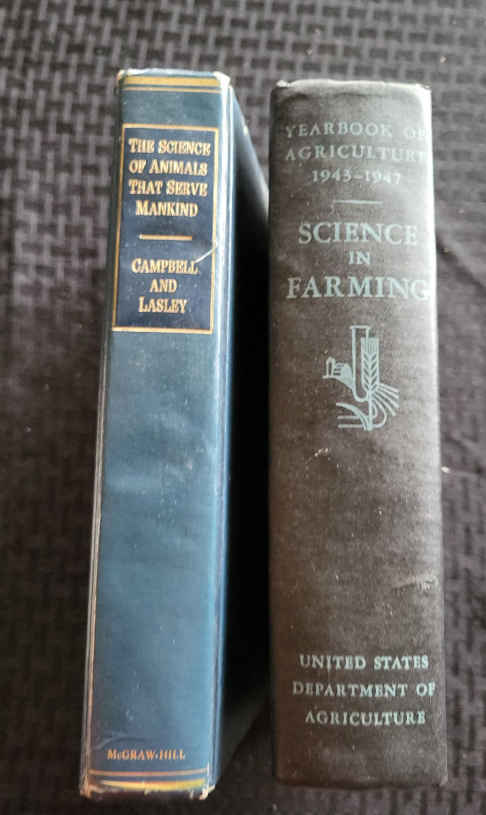 THE SCIENCE
OF ANIMALS
THAT SERVE
MANKIND
CAMPBELL
AND
LASLEY
McGRAW-HILL
YEARBOOK OF
AGRICULTURE
1943-1947
SCIENCE
IN
FARMING
UNITED STATES
DEPARTMENT OF
AGRICULTURE